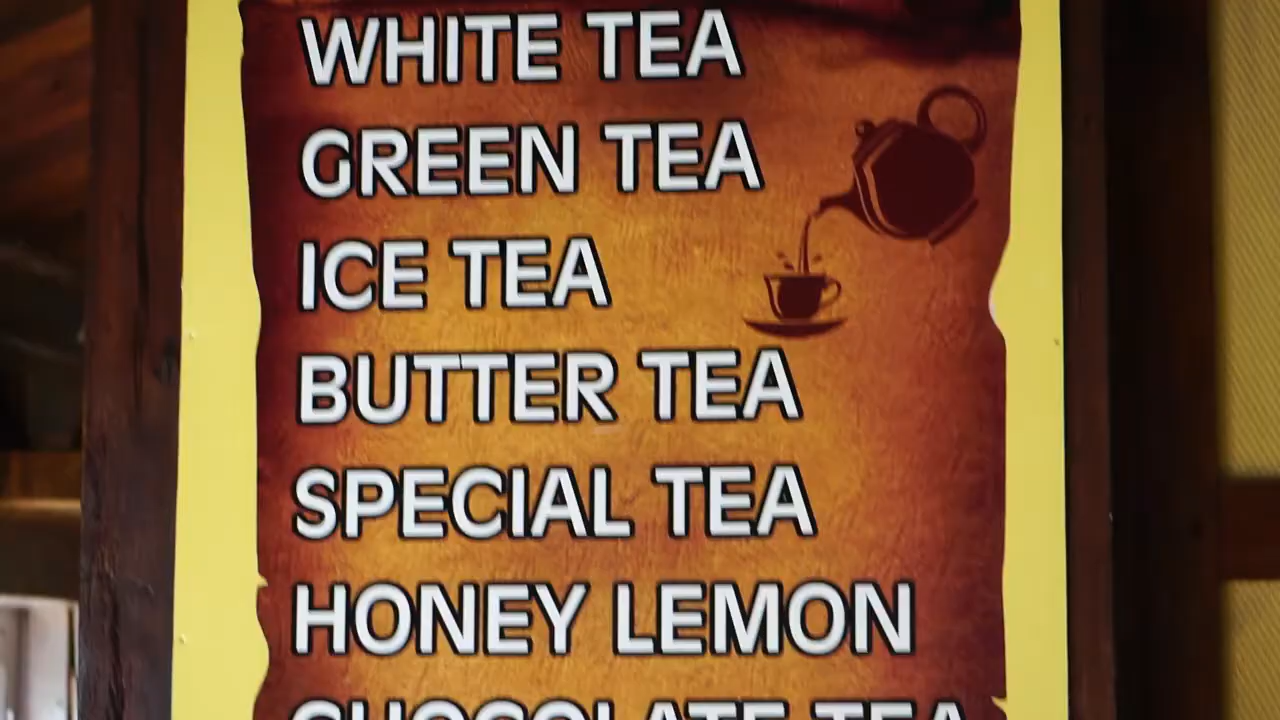 WHITE TEA
GREEN TEA
ICE TEA
BUTTER TEA
SPECIAL TEA
HONEY LEMON
CHOCOLATE TEA